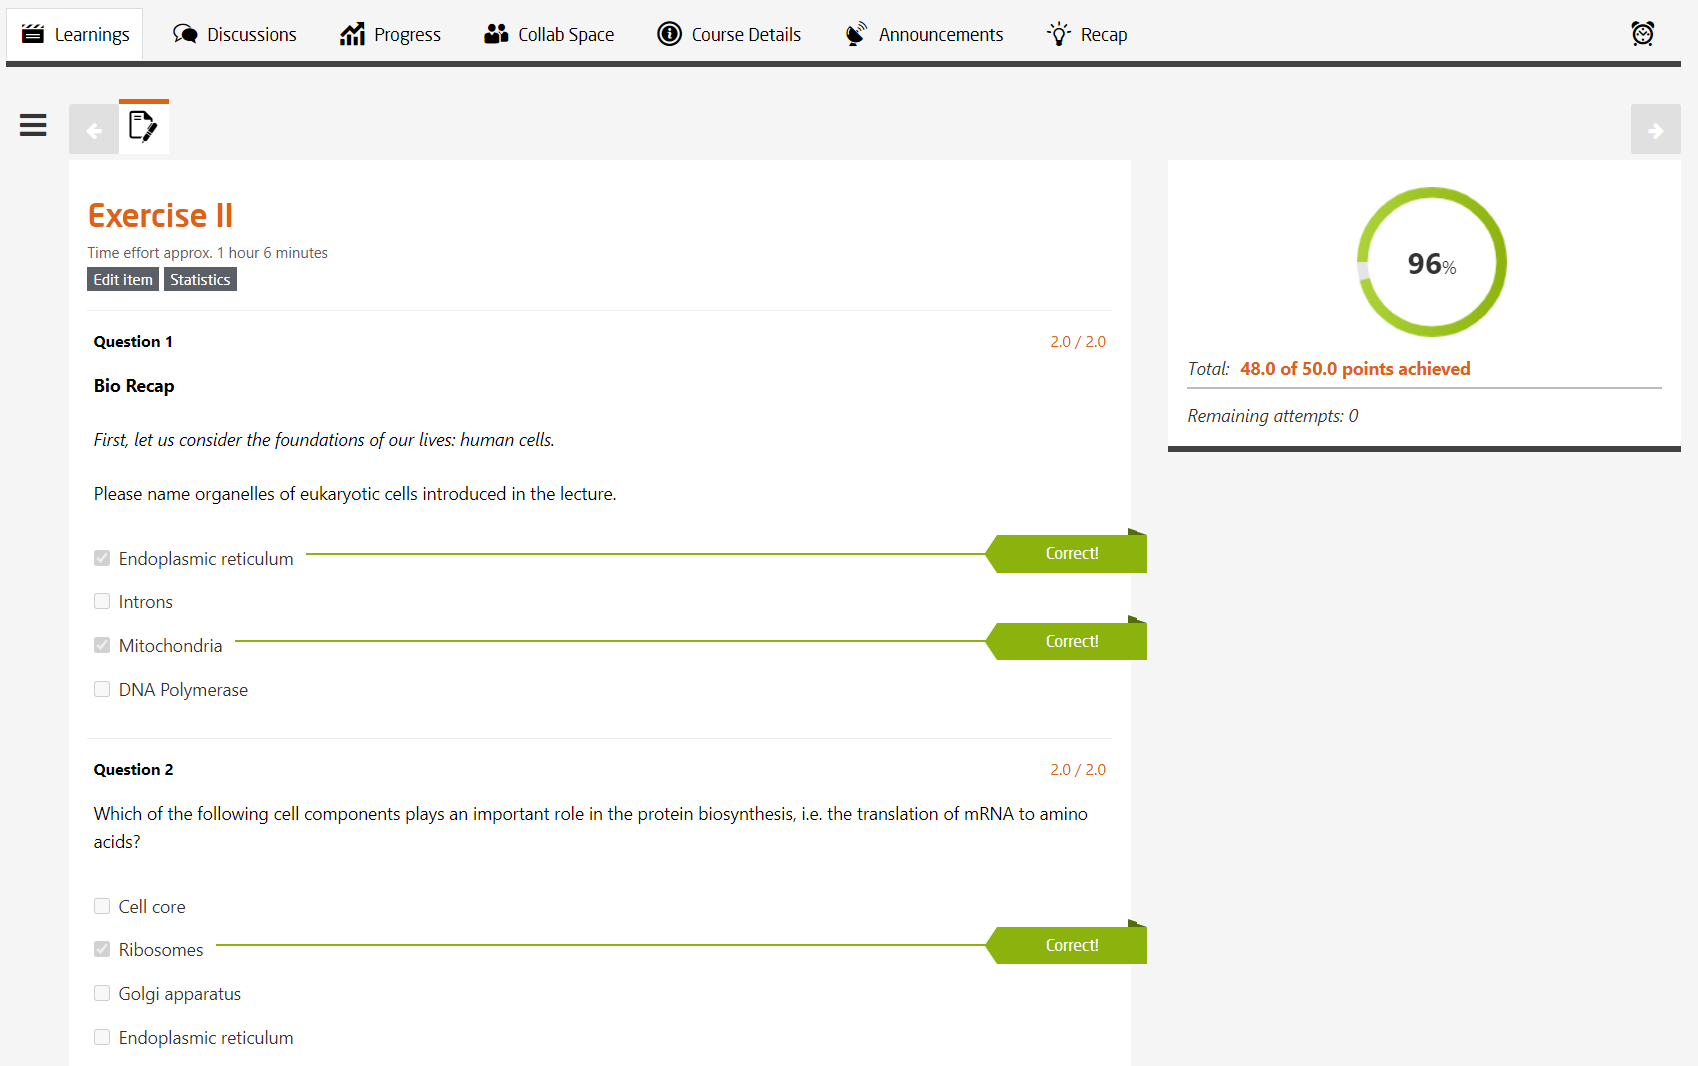 Learnings
Discussions
Progress
Collab Space
Course Details
Announcements
Recap
Exercise II
Time effort approx. 1 hour 6 minutes
Edit item
Statistics
Question 1
2.0 / 2.0
Bio Recap
First, let us consider the foundations of our lives: human cells.
Please name organelles of eukaryotic cells introduced in the lecture.
Endoplasmic reticulum
Correct!
Introns
Mitochondria
Correct!
DNA Polymerase
Question 2
2.0 / 2.0
Which of the following cell components plays an important role in the protein biosynthesis, i.e. the translation of mRNA to amino
acids?
Cell core
Ribosomes
Correct!
Golgi apparatus
Endoplasmic reticulum
96%
Total: 48.0 of 50.0 points achieved
Remaining attempts: 0